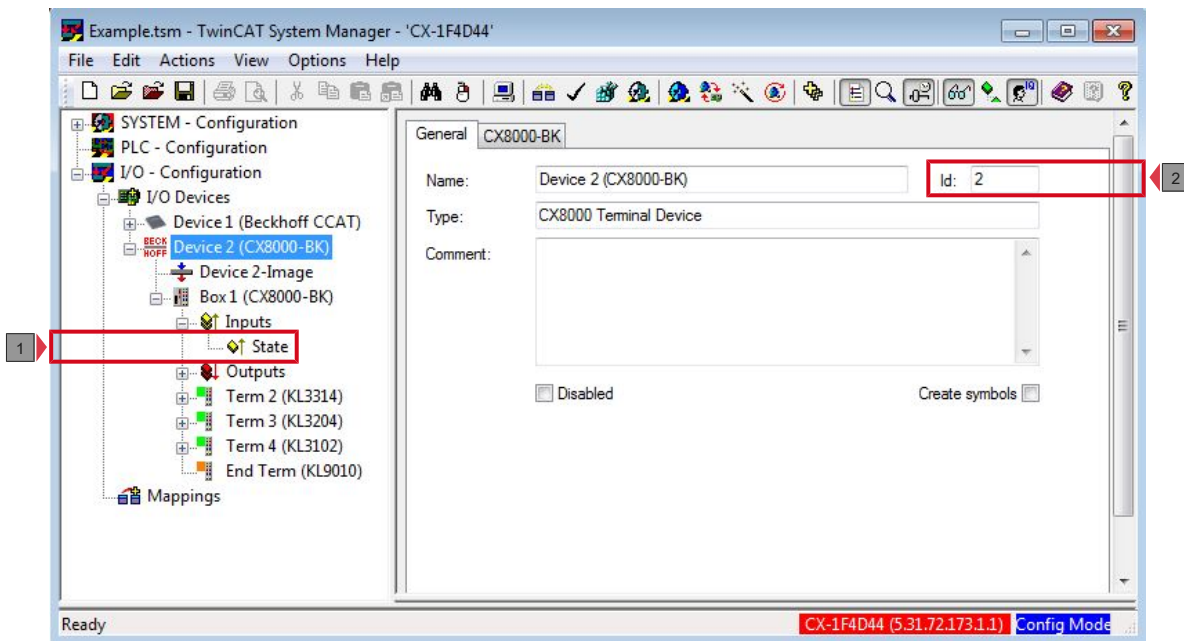 Example.tsm - TwinCAT System Manager - 'CX-1F4D44'
File Edit Actions View Options Help
SYSTEM - Configuration
PLC - Configuration
I/O - Configuration
I/O Devices
Device 1 (Beckhoff CCAT)
BECK
HOFF
Device 2 (CX8000-BK)
Device 2-Image
Box 1 (CX8000-BK)
Inputs
1
State
Outputs
Term 2 (KL3314)
Term 3 (KL3204)
Term 4 (KL3102)
End Term (KL9010)
Mappings
General CX8000-BK
Name: Device 2 (CX8000-BK) Id: 2
2
Type: CX8000 Terminal Device
Comment:
Disabled Create symbols
Ready CX-1F4D44 (5.31.72.173.1.1) Config Mode